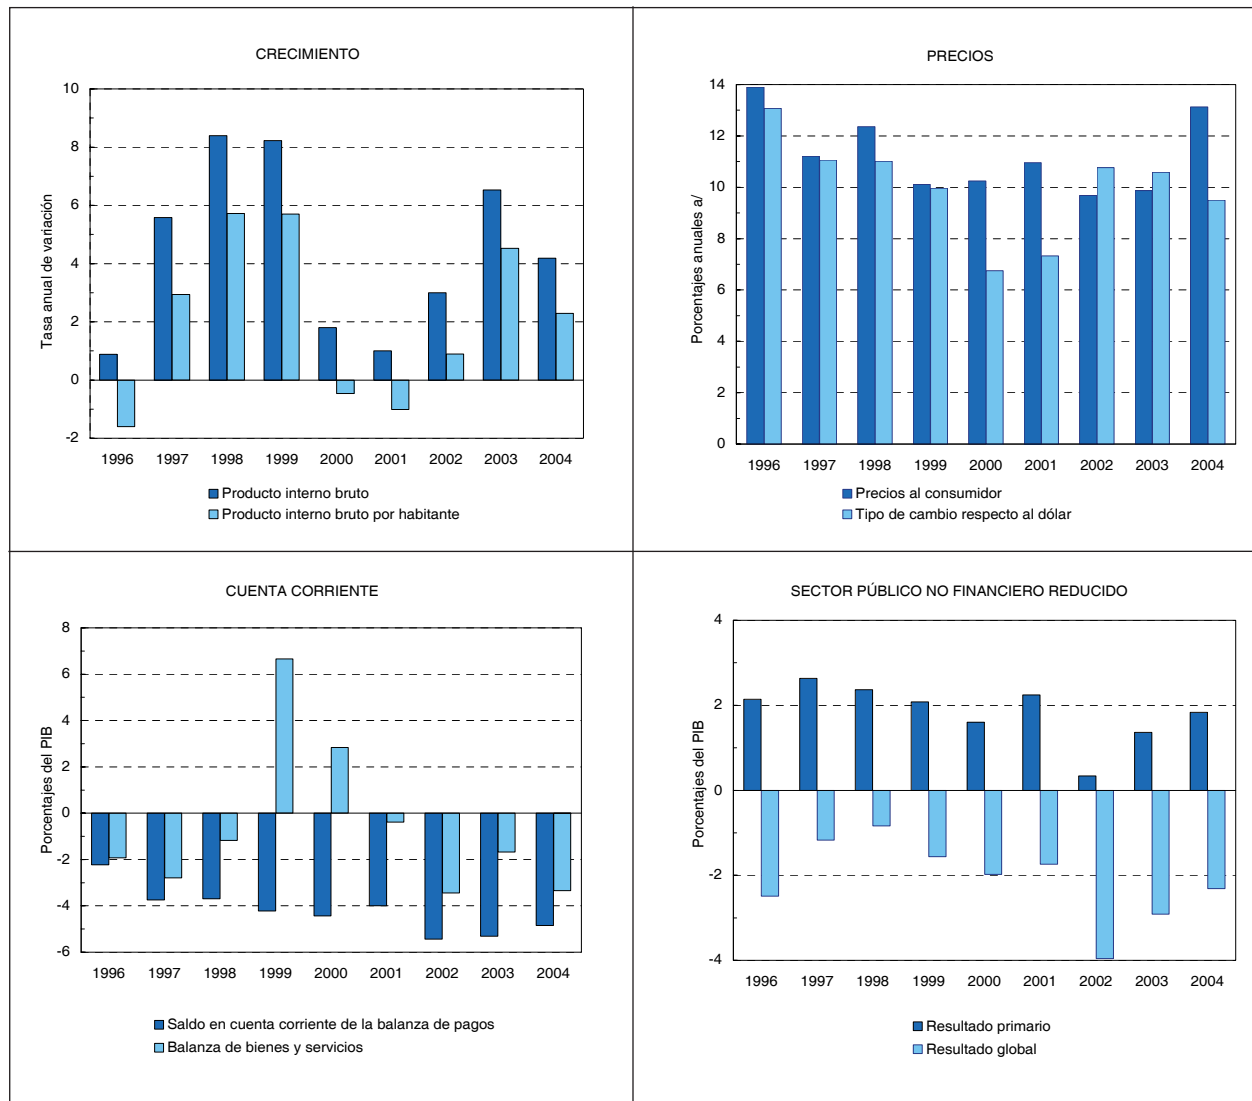 CRECIMIENTO
Tasa anual de variación
10
8
6
4
2
0
-2
1996 1997 1998 1999 2000 2001 2002 2003 2004
Producto interno bruto
Producto interno bruto por habitante
PRECIOS
Porcentajes anuales a/
14
12
10
8
6
4
2
0
1996 1997 1998 1999 2000 2001 2002 2003 2004
Precios al consumidor
Tipo de cambio respecto al dólar
CUENTA CORRIENTE
Porcentajes del PIB
8
6
4
2
0
-2
-4
-6
1996 1997 1998 1999 2000 2001 2002 2003 2004
Saldo en cuenta corriente de la balanza de pagos
Balanza de bienes y servicios
SECTOR PÚBLICO NO FINANCIERO REDUCIDO
Porcentajes del PIB
4
2
0
-2
-4
1996 1997 1998 1999 2000 2001 2002 2003 2004
Resultado primario
Resultado global